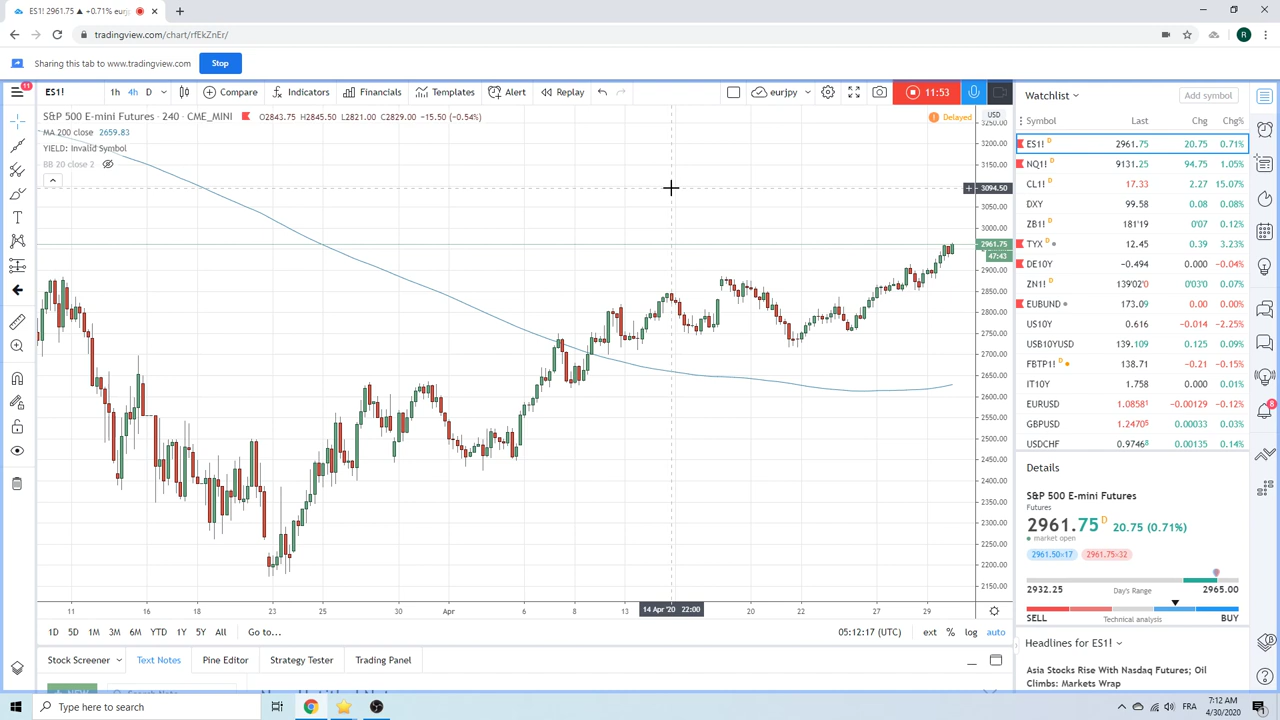 ES1! 2961.75 ▲ +0.71% eurj
tradingview.com/chart/rfEkZnEr/
R
Sharing this tab to www.tradingview.com
Stop
11
ES1!
1h 4h D
Compare
Indicators
Financials
Templates
Alert
Replay
eurjpy
11:53
S&P 500 E-mini Futures - 240 - CME_MINI
O2843.75 H2845.50 L2821.00 C2829.00 -15.50 (-0.54%)
Delayed
USD
MA 200 close 2659.83
YIELD: Invalid Symbol
BB 20 close 2
3250.00
3200.00
3150.00
3094.50
3050.00
3000.00
2961.75
47:43
2900.00
2850.00
2800.00
2750.00
2700.00
2650.00
2600.00
2550.00
2500.00
2450.00
2400.00
2350.00
2300.00
2250.00
2200.00
2150.00
11 16 18 23 25 30 Apr 6 8 13 14 Apr '20 22:00 20 22 27 29
1D 5D 1M 3M 6M YTD 1Y 5Y All Go to...
05:12:17 (UTC) ext % log auto
Stock Screener Text Notes Pine Editor Strategy Tester Trading Panel
Watchlist
Add symbol
Symbol Last Chg Chg%
ES1! D 2961.75 20.75 0.71%
NQ1! D 9131.25 94.75 1.05%
CL1! D 17.33 2.27 15.07%
DXY 99.58 0.08 0.08%
ZB1! D 181'19 0'07 0.12%
TYX D 12.45 0.39 3.23%
DE10Y -0.494 0.000 -0.04%
ZN1! D 139'02'0 0'03'0 0.07%
EUBUND 173.09 0.00 0.00%
US10Y 0.616 -0.014 -2.25%
USB10YUSD 139.109 0.125 0.09%
FBTP1! D 138.71 -0.21 -0.15%
IT10Y 1.758 0.000 0.01%
EURUSD 1.0858¹ -0.00129 -0.12%
GBPUSD 1.2470⁵ 0.00033 0.03%
USDCHF 0.9746⁸ 0.00135 0.14%
Details
S&P 500 E-mini Futures
Futures
2961.75 D 20.75 (0.71%)
market open
2961.50×17 2961.75×32
2932.25 Day's Range 2965.00
SELL Technical analysis BUY
Headlines for ES1!
Asia Stocks Rise With Nasdaq Futures; Oil
Climbs: Markets Wrap
Type here to search
FRA
7:12 AM
4/30/2020